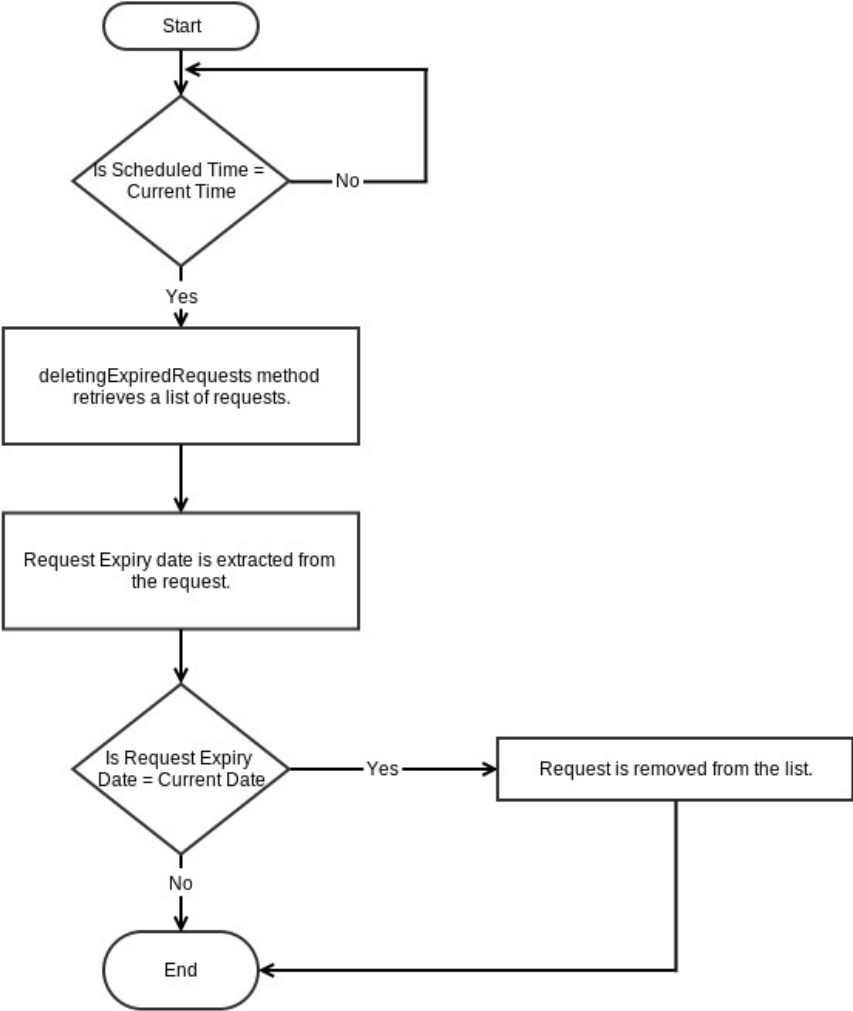 Start
Is Scheduled Time =
Current Time
No
Yes
deletingExpiredRequests method
retrieves a list of requests.
Request Expiry date is extracted from
the request.
Is Request Expiry
Date = Current Date
Yes
Request is removed from the list.
No
End